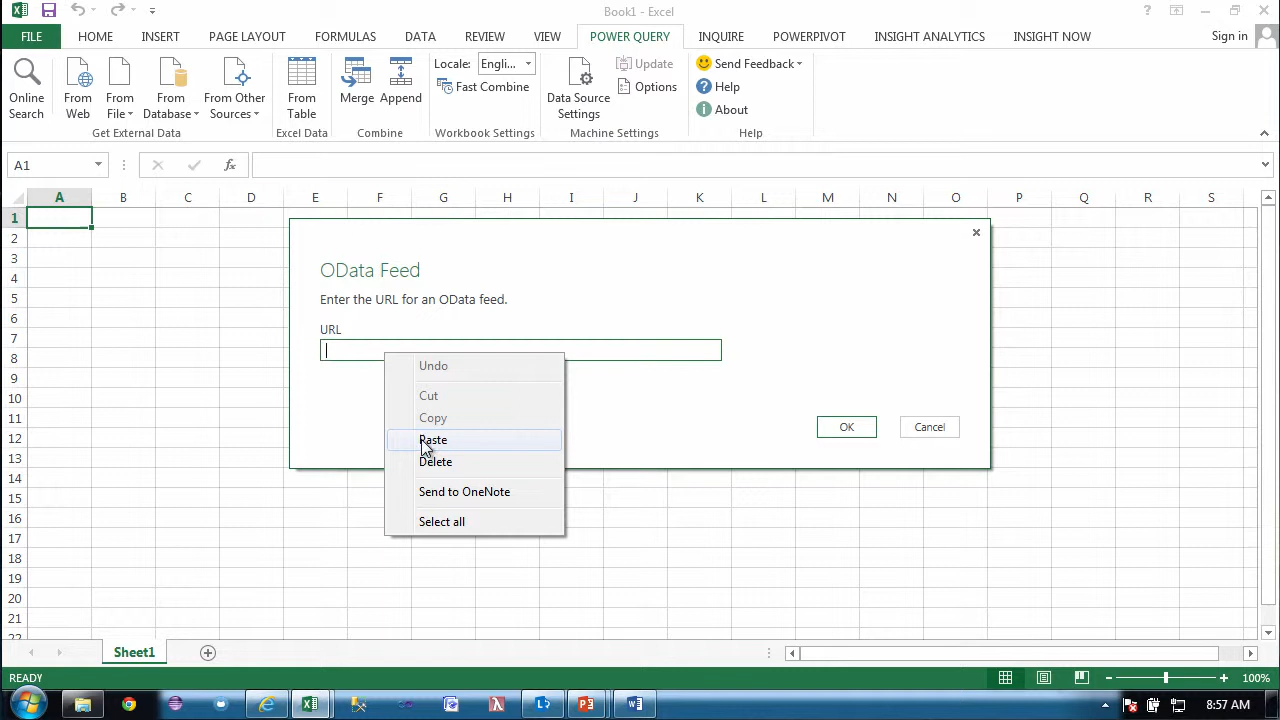 Book1 - Excel
FILE HOME INSERT PAGE LAYOUT FORMULAS DATA REVIEW VIEW POWER QUERY INQUIRE POWERPIVOT INSIGHT ANALYTICS INSIGHT NOW Sign in
Online Search
From Web
From File
From Database
From Other Sources
Get External Data
From Table
Excel Data
Merge
Append
Combine
Locale: Engli...
Fast Combine
Workbook Settings
Data Source Settings
Update
Options
Machine Settings
Send Feedback
Help
About
Help
A1
fx
A B C D E F G H I J K L M N O P Q R S
1
2
3
4
5
6
7
8
9
10
11
12
13
14
15
16
17
18
19
20
21
22
OData Feed
Enter the URL for an OData feed.
URL
Undo
Cut
Copy
Paste
Delete
Send to OneNote
Select all
OK Cancel
Sheet1
READY 100%
8:57 AM